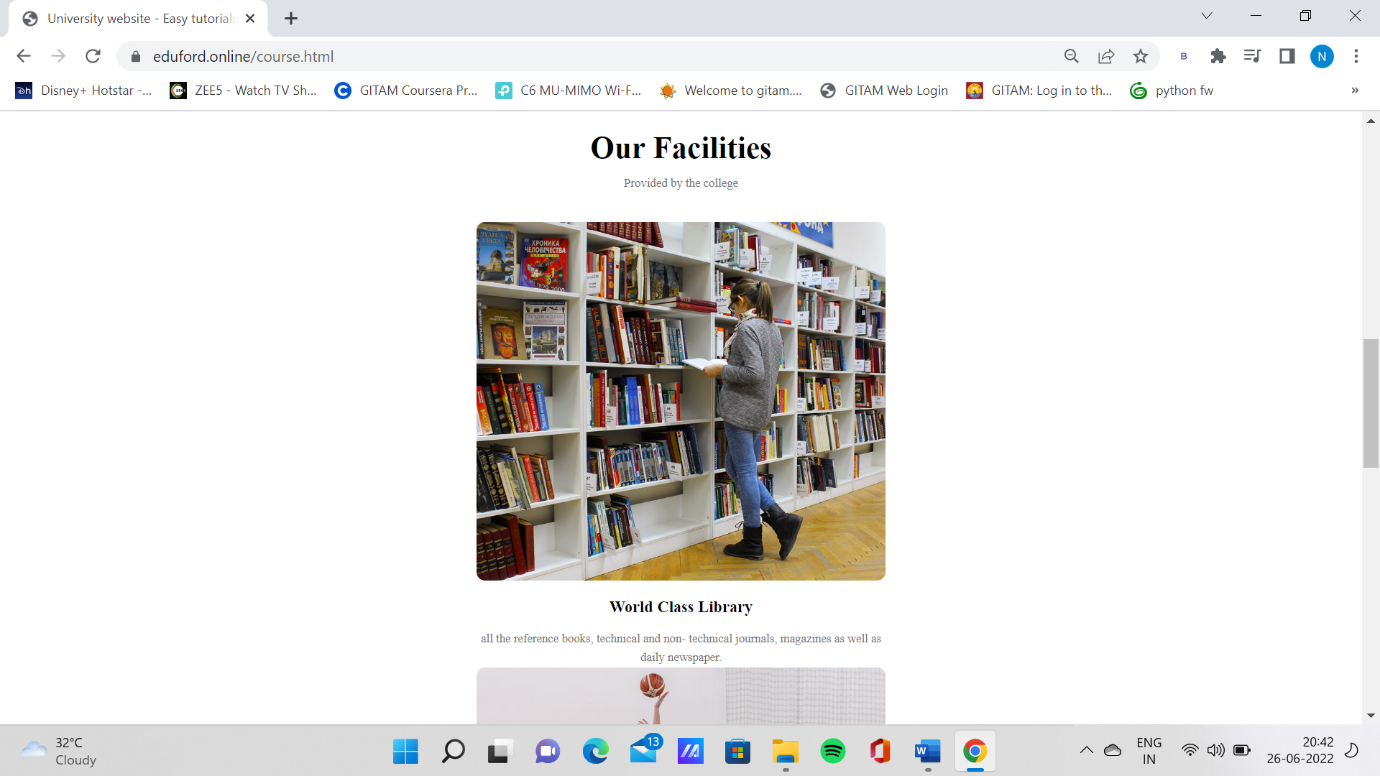 University website - Easy tutorials
eduford.online/course.html
B
N
Disney+ Hotstar -...
ZEE5 - Watch TV Sh...
GITAM Coursera Pr...
C6 MU-MIMO Wi-F...
Welcome to gitam....
GITAM Web Login
GITAM: Log in to th...
python fw
»
Our Facilities
Provided by the college
ХРОНИКА
ЧЕЛОВЕЧЕСТВА
World Class Library
all the reference books, technical and non- technical journals, magazines as well as
daily newspaper.
32°C
Cloudy
13
ENG
IN
20:42
26-06-2022